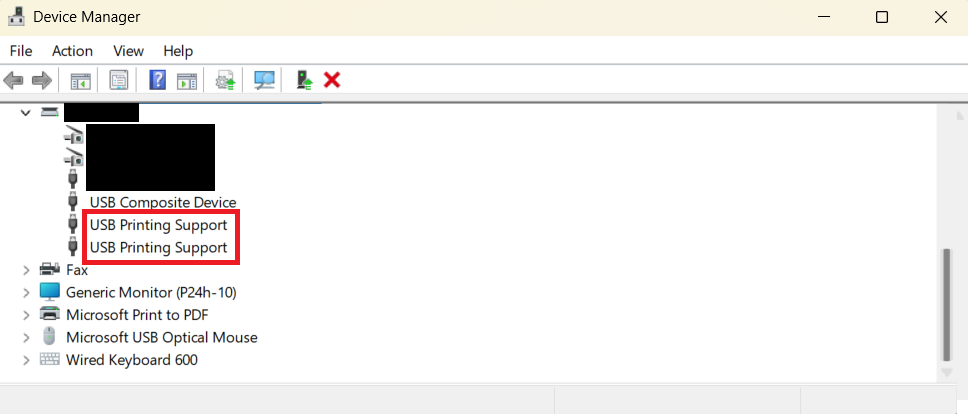 Device Manager
File Action View Help
USB Composite Device
USB Printing Support
USB Printing Support
Fax
Generic Monitor (P24h-10)
Microsoft Print to PDF
Microsoft USB Optical Mouse
Wired Keyboard 600